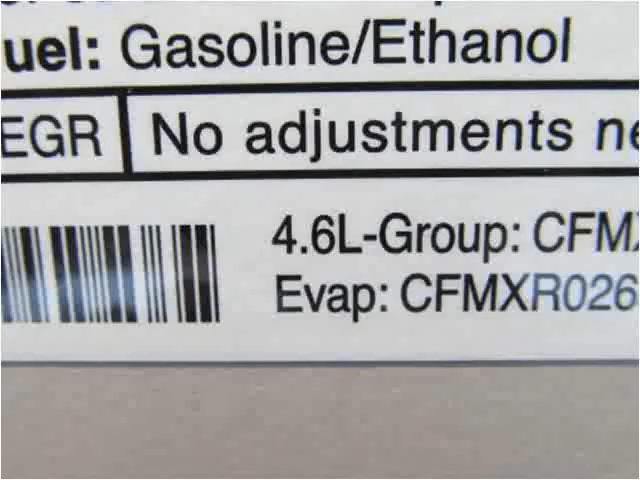 uel: Gasoline/Ethanol
EGR
No adjustments ne
4.6L-Group: CFMX
Evap: CFMXR026